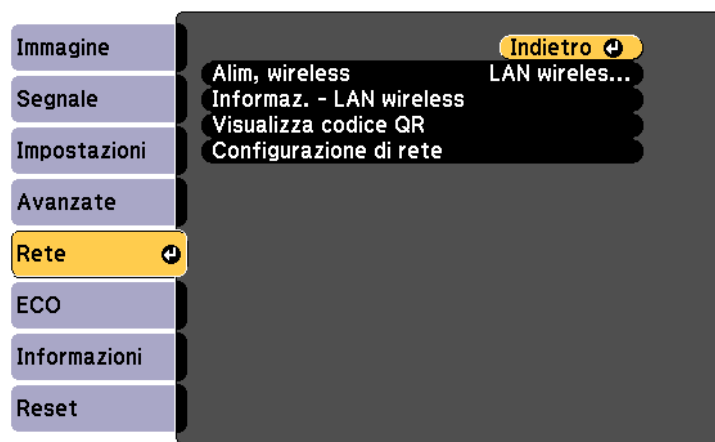 Immagine
Segnale
Impostazioni
Avanzate
Rete
ECO
Informazioni
Reset
Indietro
Alim, wireless LAN wireles...
Informaz. - LAN wireless
Visualizza codice QR
Configurazione di rete